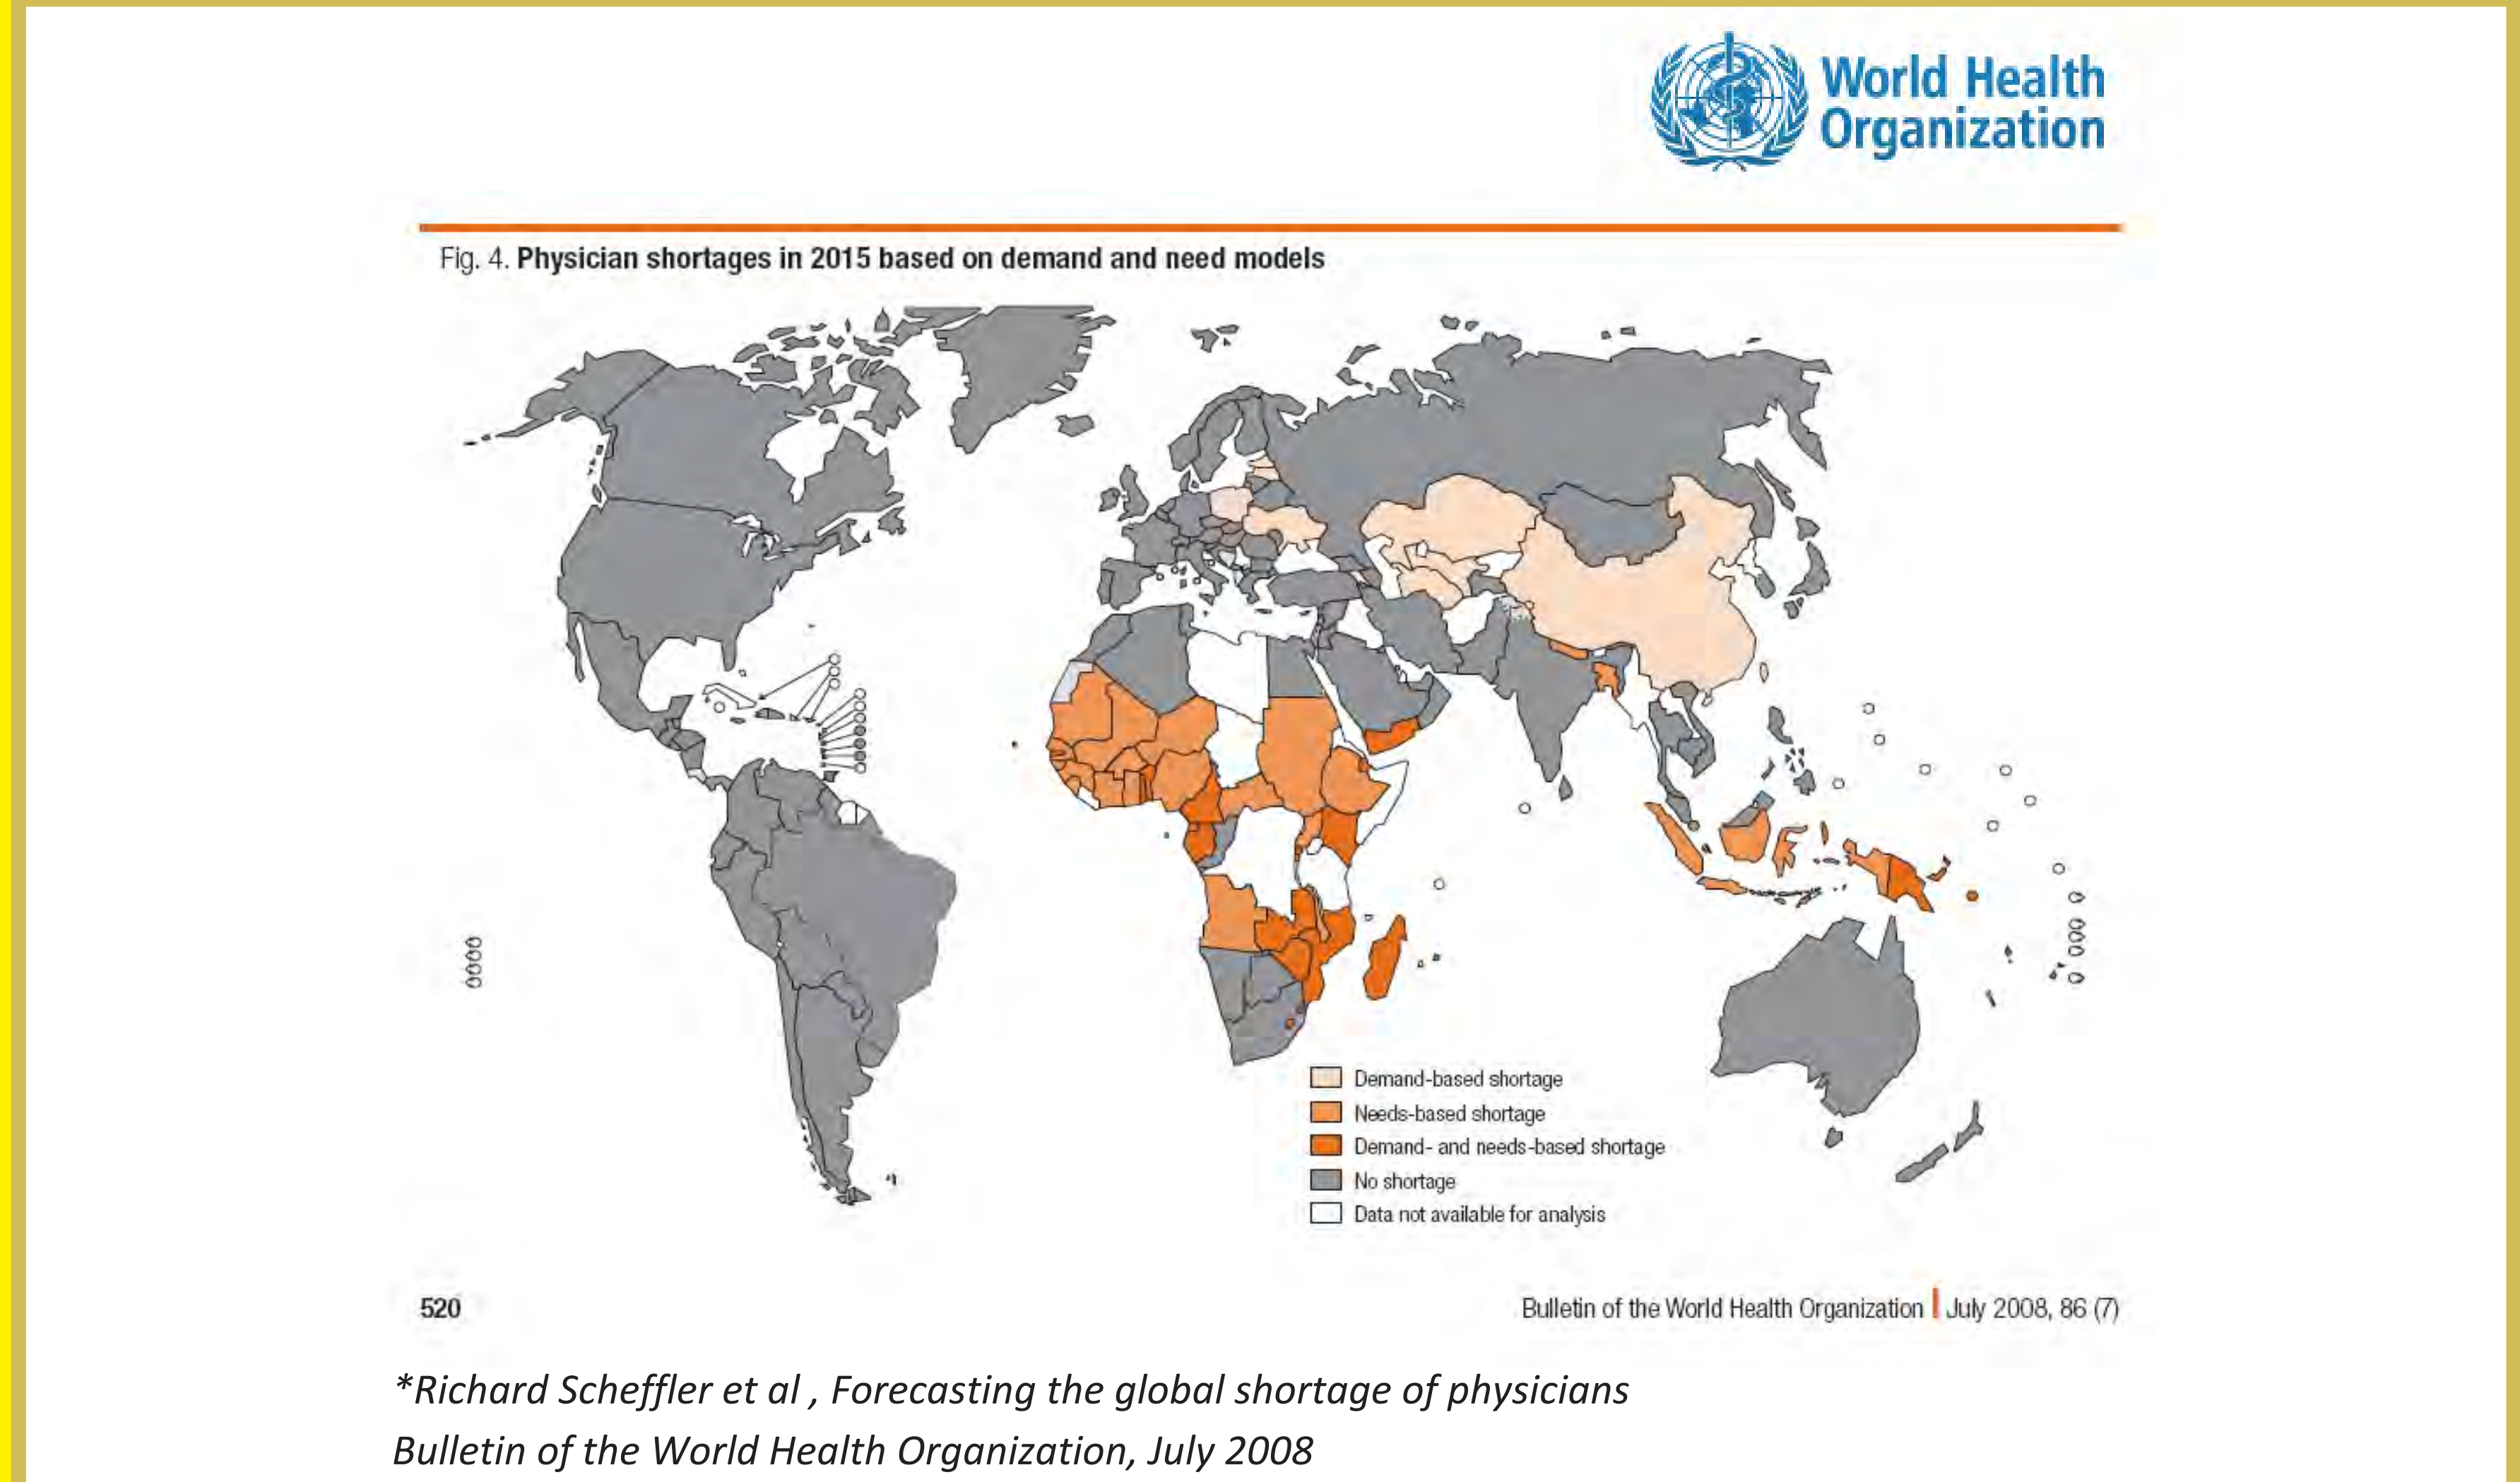 World Health
Organization
Fig. 4. Physician shortages in 2015 based on demand and need models
Demand-based shortage
Needs-based shortage
Demand- and needs-based shortage
No shortage
Data not available for analysis
520
Bulletin of the World Health Organization | July 2008, 86 (7)
*Richard Scheffler et al , Forecasting the global shortage of physicians
Bulletin of the World Health Organization, July 2008